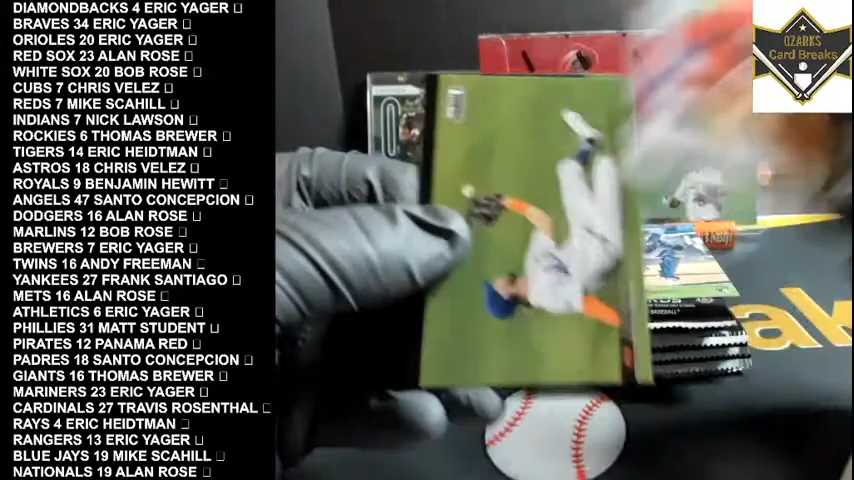 DIAMONDBACKS 4 ERIC YAGER
BRAVES 34 ERIC YAGER
ORIOLES 20 ERIC YAGER
RED SOX 23 ALAN ROSE
WHITE SOX 20 BOB ROSE
CUBS 7 CHRIS VELEZ
REDS 7 MIKE SCAHILL
INDIANS 7 NICK LAWSON
ROCKIES 6 THOMAS BREWER
TIGERS 14 ERIC HEIDTMAN
ASTROS 18 CHRIS VELEZ
ROYALS 9 BENJAMIN HEWITT
ANGELS 47 SANTO CONCEPCION
DODGERS 16 ALAN ROSE
MARLINS 12 BOB ROSE
BREWERS 7 ERIC YAGER
TWINS 16 ANDY FREEMAN
YANKEES 27 FRANK SANTIAGO
METS 16 ALAN ROSE
ATHLETICS 6 ERIC YAGER
PHILLIES 31 MATT STUDENT
PIRATES 12 PANAMA RED
PADRES 18 SANTO CONCEPCION
GIANTS 16 THOMAS BREWER
MARINERS 23 ERIC YAGER
CARDINALS 27 TRAVIS ROSENTHAL
RAYS 4 ERIC HEIDTMAN
RANGERS 13 ERIC YAGER
BLUE JAYS 19 MIKE SCAHILL
NATIONALS 19 ALAN ROSE
OZARKS
Card Breaks
BASEBALL
eak